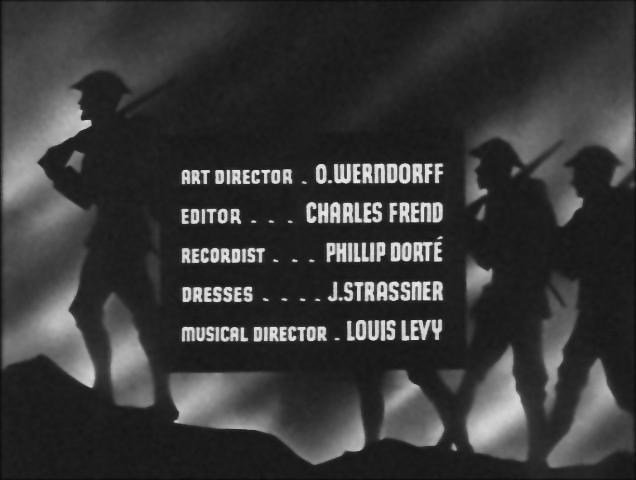 ART DIRECTOR . O. WERNDORFF
EDITOR . . . CHARLES FREND
RECORDIST . . . PHILLIP DORTÉ
DRESSES . . . . J. STRASSNER
MUSICAL DIRECTOR . LOUIS LEVY